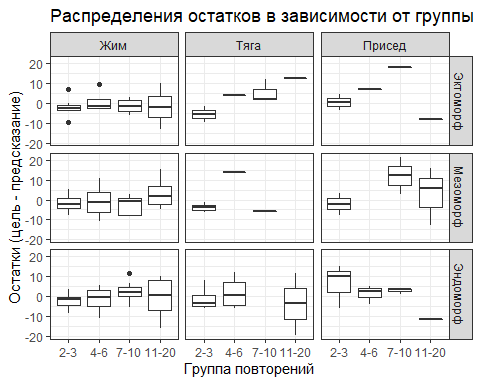 Распределения остатков в зависимости от группы
Жим
Тяга
Присед
Остатки (цель - предсказание)
20
10
0
-10
-20
Эктоморф
20
10
0
-10
-20
Мезоморф
20
10
0
-10
-20
Эндоморф
2-3 4-6 7-10 11-20
2-3 4-6 7-10 11-20
2-3 4-6 7-10 11-20
Группа повторений